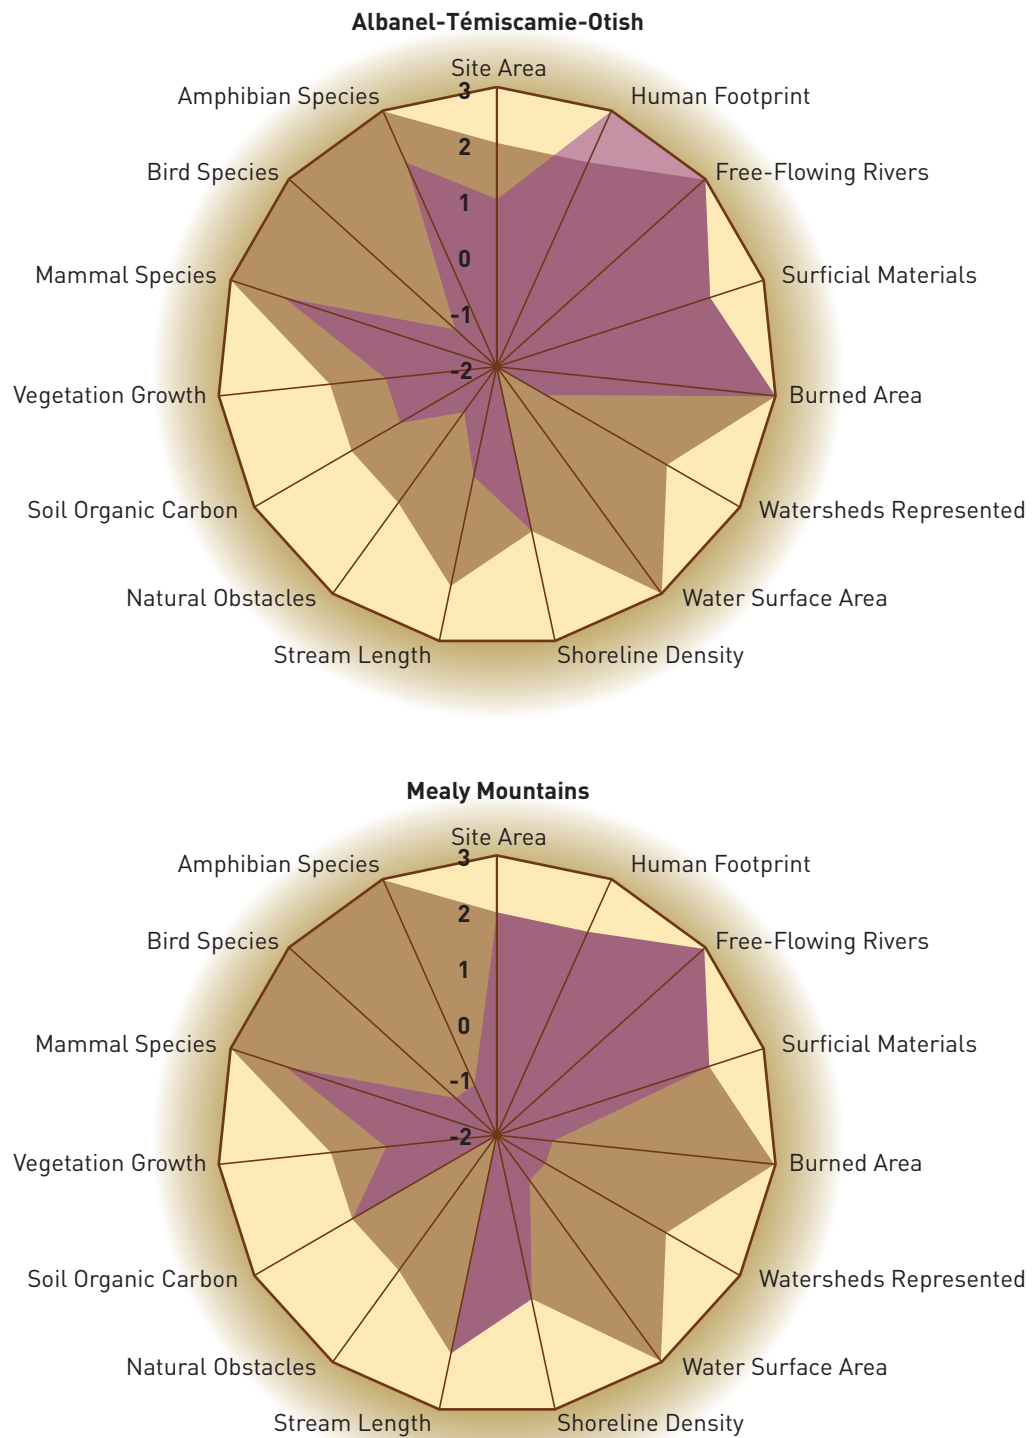 Albanel-Témiscamie-Otish
Site Area
3
Amphibian Species
Human Footprint
2
Bird Species
Free-Flowing Rivers
1
0
Mammal Species
Surficial Materials
-1
-2
Vegetation Growth
Burned Area
Soil Organic Carbon
Watersheds Represented
Natural Obstacles
Water Surface Area
Stream Length
Shoreline Density
Mealy Mountains
Site Area
3
Amphibian Species
Human Footprint
2
Bird Species
Free-Flowing Rivers
1
0
Mammal Species
Surficial Materials
-1
-2
Vegetation Growth
Burned Area
Soil Organic Carbon
Watersheds Represented
Natural Obstacles
Water Surface Area
Stream Length
Shoreline Density